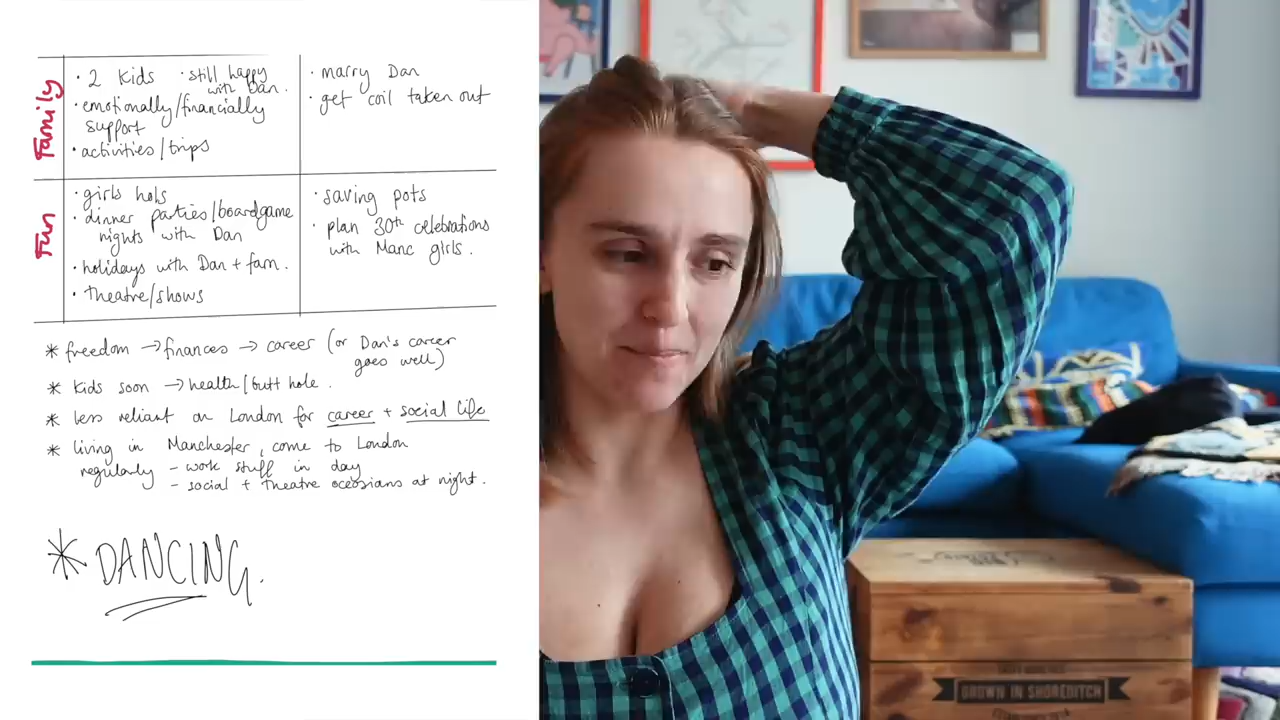 Family
· 2 kids · still happy with Dan.
· emotionally/financially
support
· activities/trips
· marry Dan
· get coil taken out
Fun
· girls hols
· dinner parties/boardgame
nights with Dan
· holidays with Dan + fam.
· theatre/shows
· saving pots
· plan 30th celebrations
with Manc girls.
* freedom → finances → career (or Dan's career
goes well)
* kids soon → health/butt hole.
* less reliant on London for career + social life
* living in Manchester, come to London
regularly - work stuff in day
- social + theatre occasions at night.
* DANCING.
GROWN IN SHOREDITCH